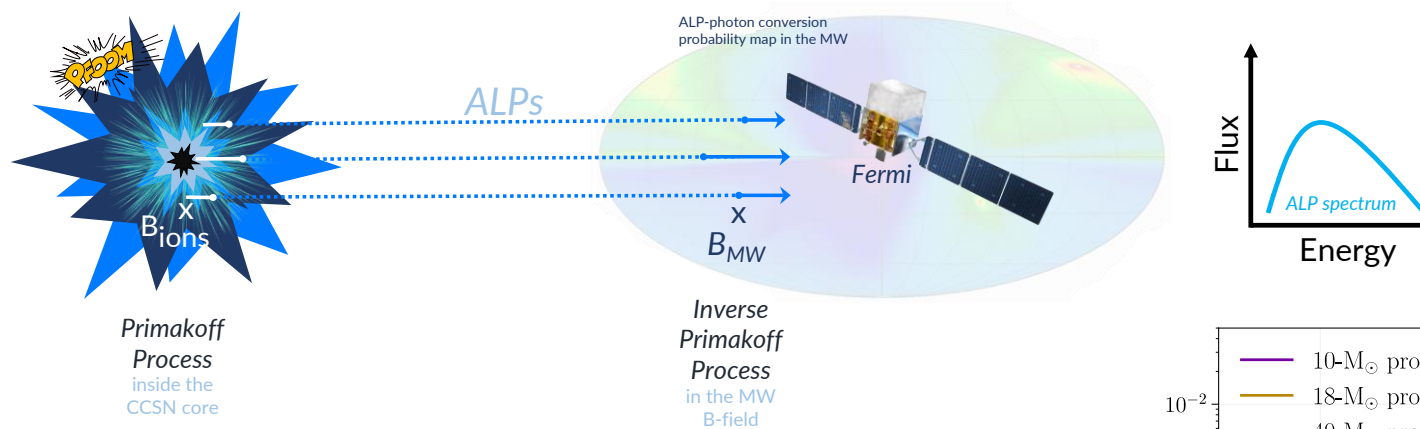 PFOOM
ALP-photon conversion
probability map in the MW
ALPs
Fermi
x
B_ions
x
B_MW
Primakoff
Process
inside the
CCSN core
Inverse
Primakoff
Process
in the MW
B-field
Flux
ALP spectrum
Energy
10-M⊙ pro
18-M⊙ pro
10⁻²